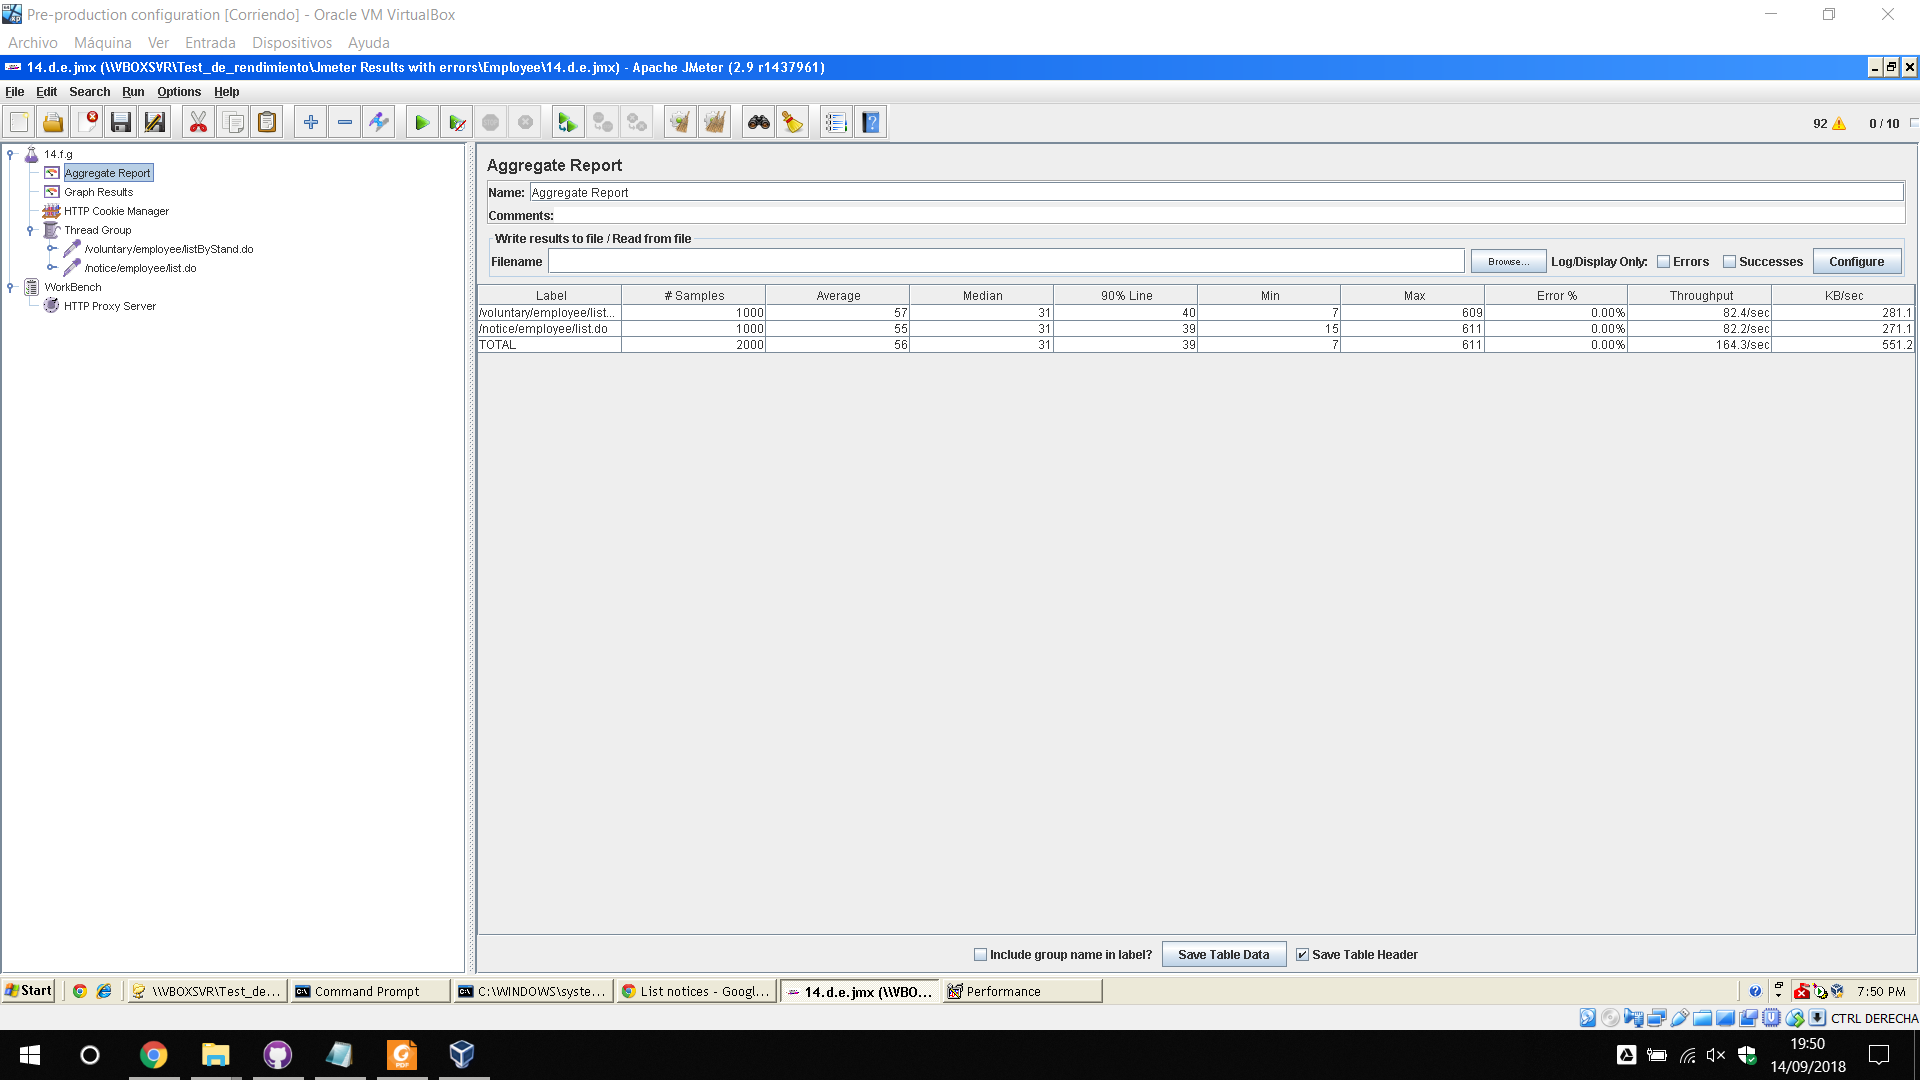 Pre-production configuration [Corriendo] - Oracle VM VirtualBox
Archivo Máquina Ver Entrada Dispositivos Ayuda
14.d.e.jmx (\\VBOXSVR\Test_de_rendimiento\Jmeter Results with errors\Employee\14.d.e.jmx) - Apache JMeter (2.9 r1437961)
File Edit Search Run Options Help
92 0 / 10
14.f.g
Aggregate Report
Graph Results
HTTP Cookie Manager
Thread Group
/voluntary/employee/listByStand.do
/notice/employee/list.do
WorkBench
HTTP Proxy Server
Aggregate Report
Name: Aggregate Report
Comments:
Write results to file / Read from file
Filename Browse... Log/Display Only: Errors Successes Configure
Label # Samples Average Median 90% Line Min Max Error % Throughput KB/sec
/voluntary/employee/list... 1000 57 31 40 7 609 0.00% 82.4/sec 281.1
/notice/employee/list.do 1000 55 31 39 15 611 0.00% 82.2/sec 271.1
TOTAL 2000 56 31 39 7 611 0.00% 164.3/sec 551.2
Include group name in label? Save Table Data Save Table Header
Start \\VBOXSVR\Test_de... Command Prompt C:\WINDOWS\syste... List notices - Googl... 14.d.e.jmx (\\VBO... Performance 7:50 PM
CTRL DERECHA
19:50
14/09/2018